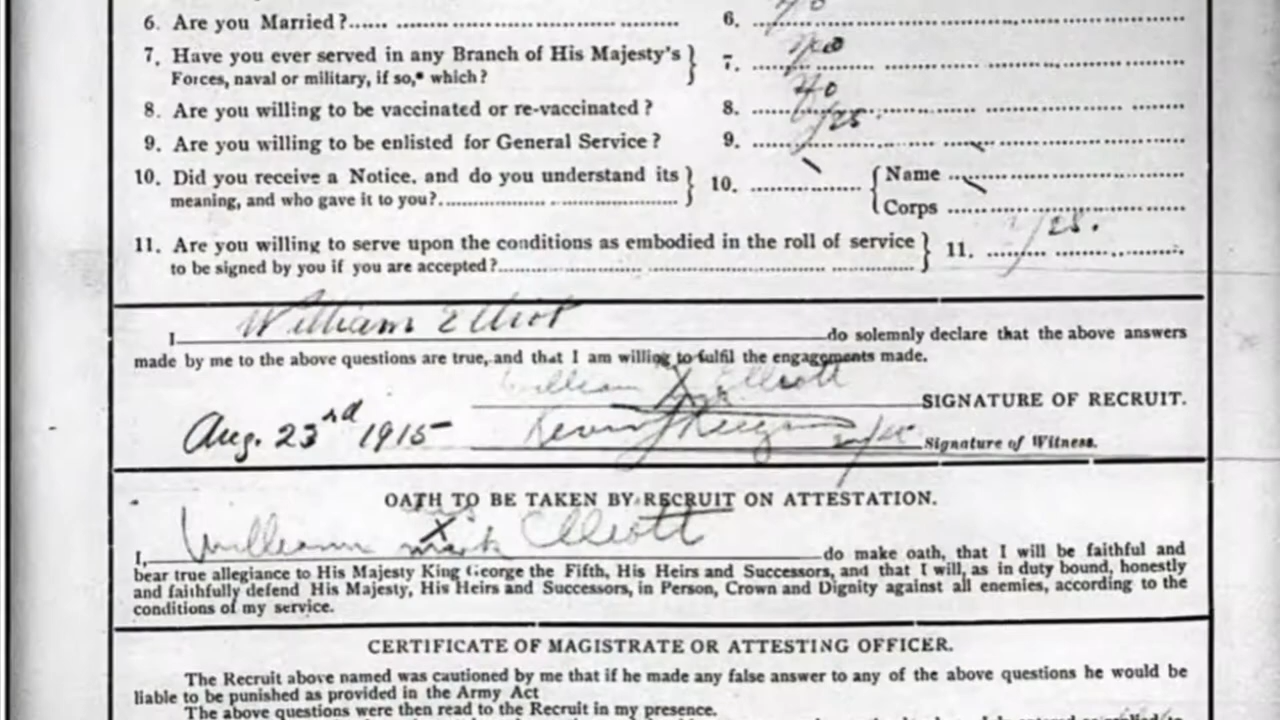 6. Are you Married?...... 6. No
7. Have you ever served in any Branch of His Majesty's
Forces, naval or military, if so,* which? 7. No
8. Are you willing to be vaccinated or re-vaccinated? 8. No
9. Are you willing to be enlisted for General Service? 9. Yes.
10. Did you receive a Notice, and do you understand its
meaning, and who gave it to you?... 10. Name
Corps
11. Are you willing to serve upon the conditions as embodied in the roll of service
to be signed by you if you are accepted?... 11. Yes.
I William Elliot do solemnly declare that the above answers
made by me to the above questions are true, and that I am willing to fulfil the engagements made.
William X Elliott SIGNATURE OF RECRUIT.
Aug. 23rd 1915 Signature of Witness.
OATH TO BE TAKEN BY RECRUIT ON ATTESTATION.
I, William X mark Elliott do make oath, that I will be faithful and
bear true allegiance to His Majesty King George the Fifth, His Heirs and Successors, and that I will, as in duty bound, honestly
and faithfully defend His Majesty, His Heirs and Successors, in Person, Crown and Dignity against all enemies, according to the
conditions of my service.
CERTIFICATE OF MAGISTRATE OR ATTESTING OFFICER.
The Recruit above named was cautioned by me that if he made any false answer to any of the above questions he would be
liable to be punished as provided in the Army Act
The above questions were then read to the Recruit in my presence.